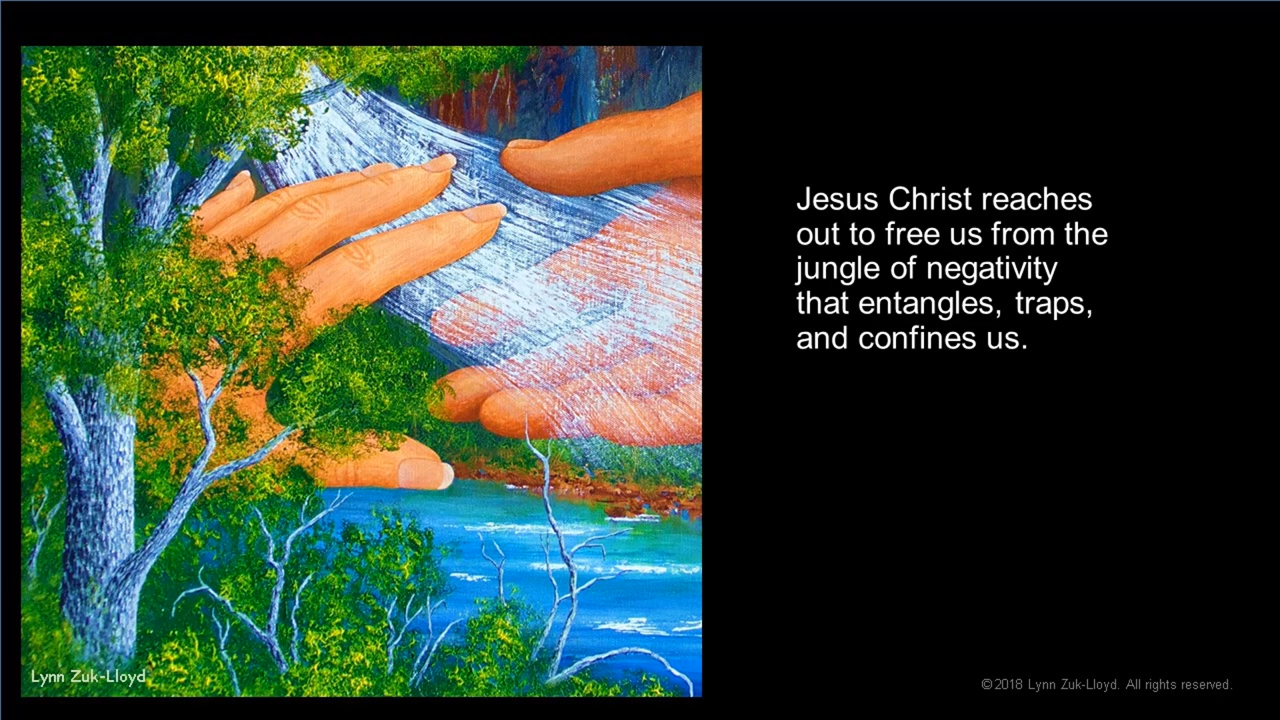 Jesus Christ reaches
out to free us from the
jungle of negativity
that entangles, traps,
and confines us.
Lynn Zuk-Lloyd
©2018 Lynn Zuk-Lloyd. All rights reserved.